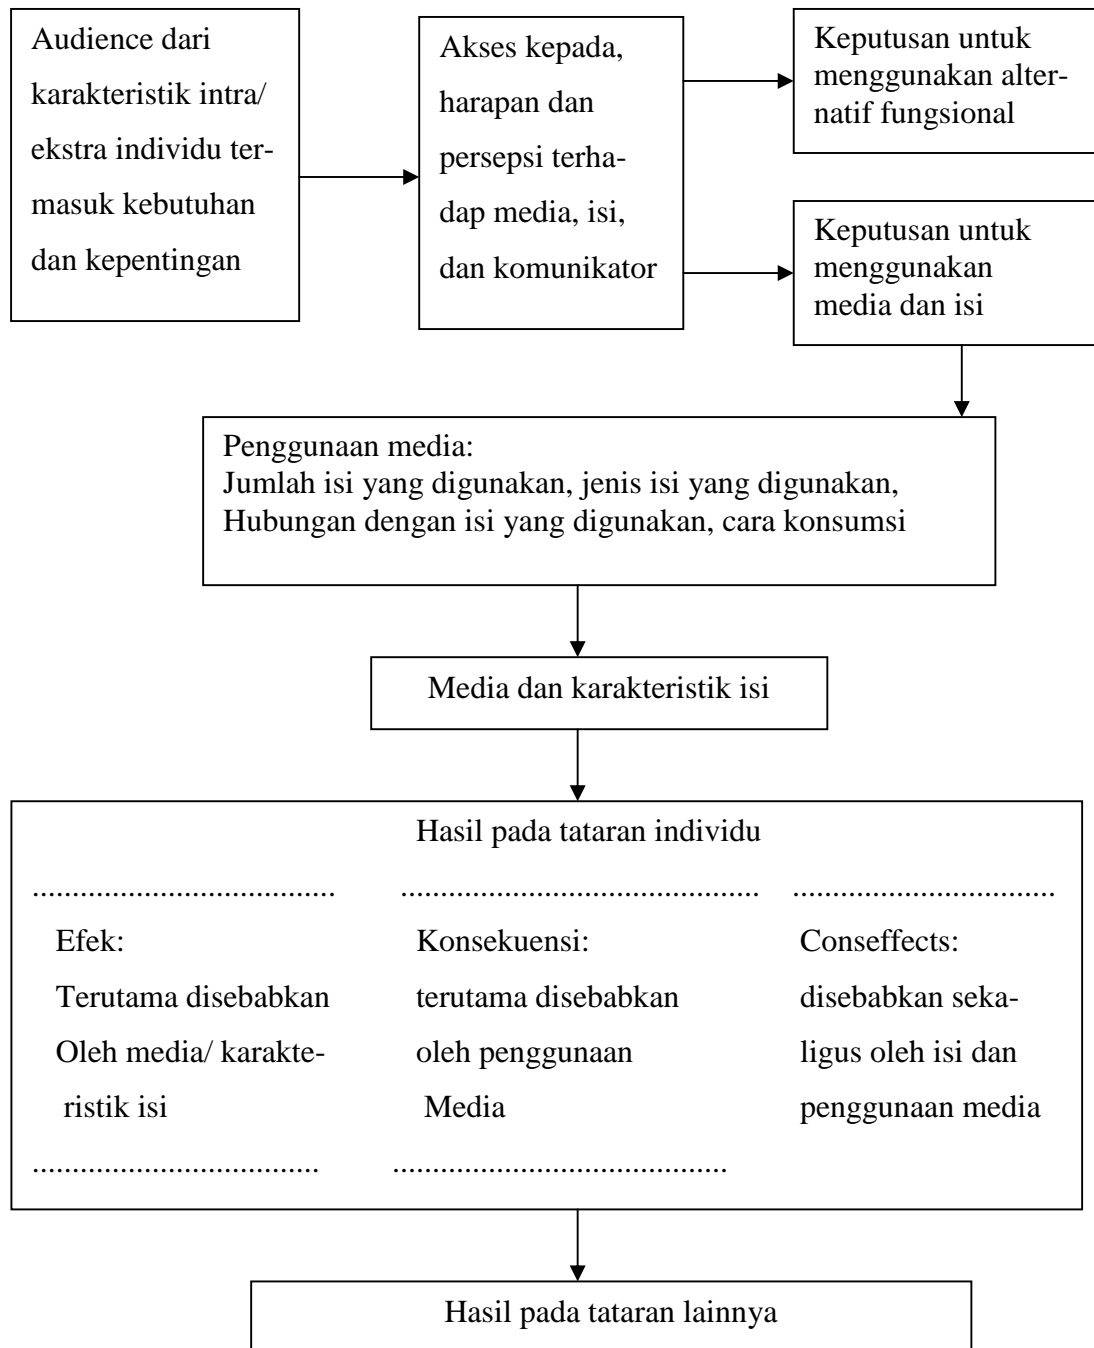 Audience dari
karakteristik intra/
ekstra individu ter-
masuk kebutuhan
dan kepentingan
Akses kepada,
harapan dan
persepsi terha-
dap media, isi,
dan komunikator
Keputusan untuk
menggunakan alter-
natif fungsional
Keputusan untuk
menggunakan
media dan isi
Penggunaan media:
Jumlah isi yang digunakan, jenis isi yang digunakan,
Hubungan dengan isi yang digunakan, cara konsumsi
Media dan karakteristik isi
Hasil pada tataran individu
Efek:
Terutama disebabkan
Oleh media/ karakte-
ristik isi
Konsekuensi:
terutama disebabkan
oleh penggunaan
Media
Conseffects:
disebabkan seka-
ligus oleh isi dan
penggunaan media
Hasil pada tataran lainnya